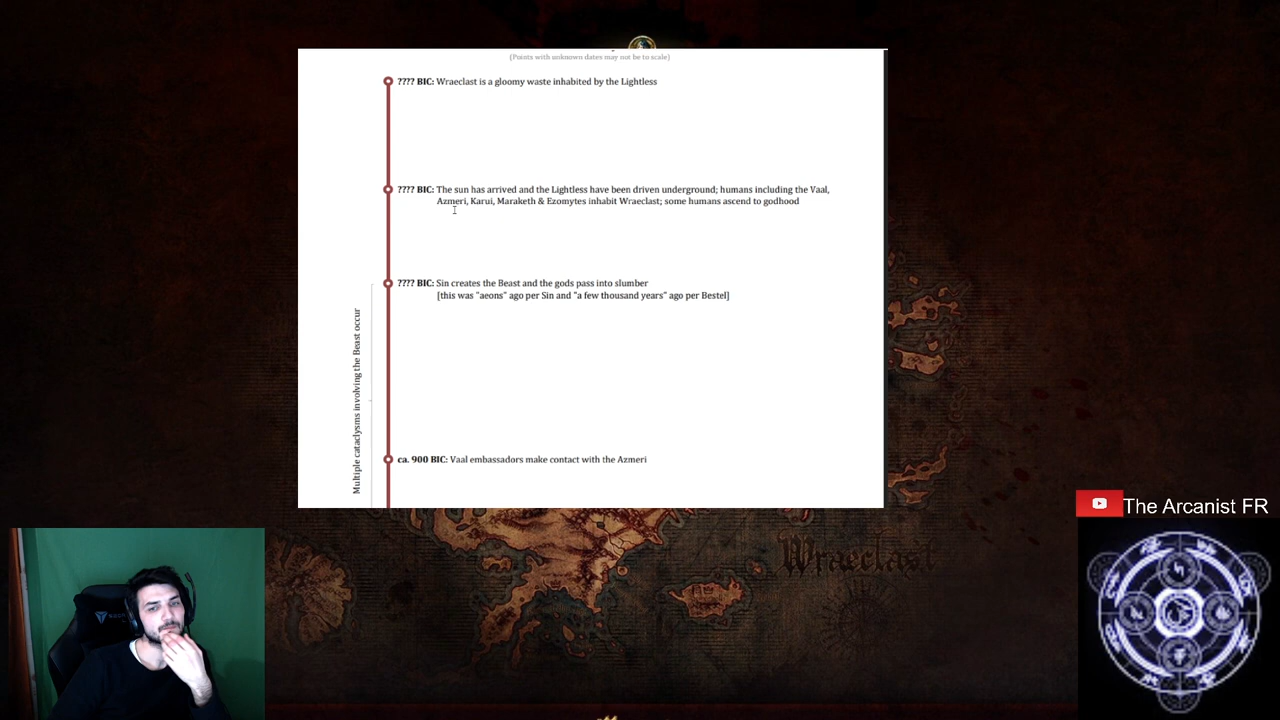 (Points with unknown dates may not be to scale)
???? BIC: Wraeclast is a gloomy waste inhabited by the Lightless
???? BIC: The sun has arrived and the Lightless have been driven underground; humans including the Vaal,
Azmeri, Karui, Maraketh & Ezomytes inhabit Wraeclast; some humans ascend to godhood
???? BIC: Sin creates the Beast and the gods pass into slumber
[this was "aeons" ago per Sin and "a few thousand years" ago per Bestel]
Multiple cataclysms involving the Beast occur
ca. 900 BIC: Vaal embassadors make contact with the Azmeri
The Arcanist FR
Wraeclast